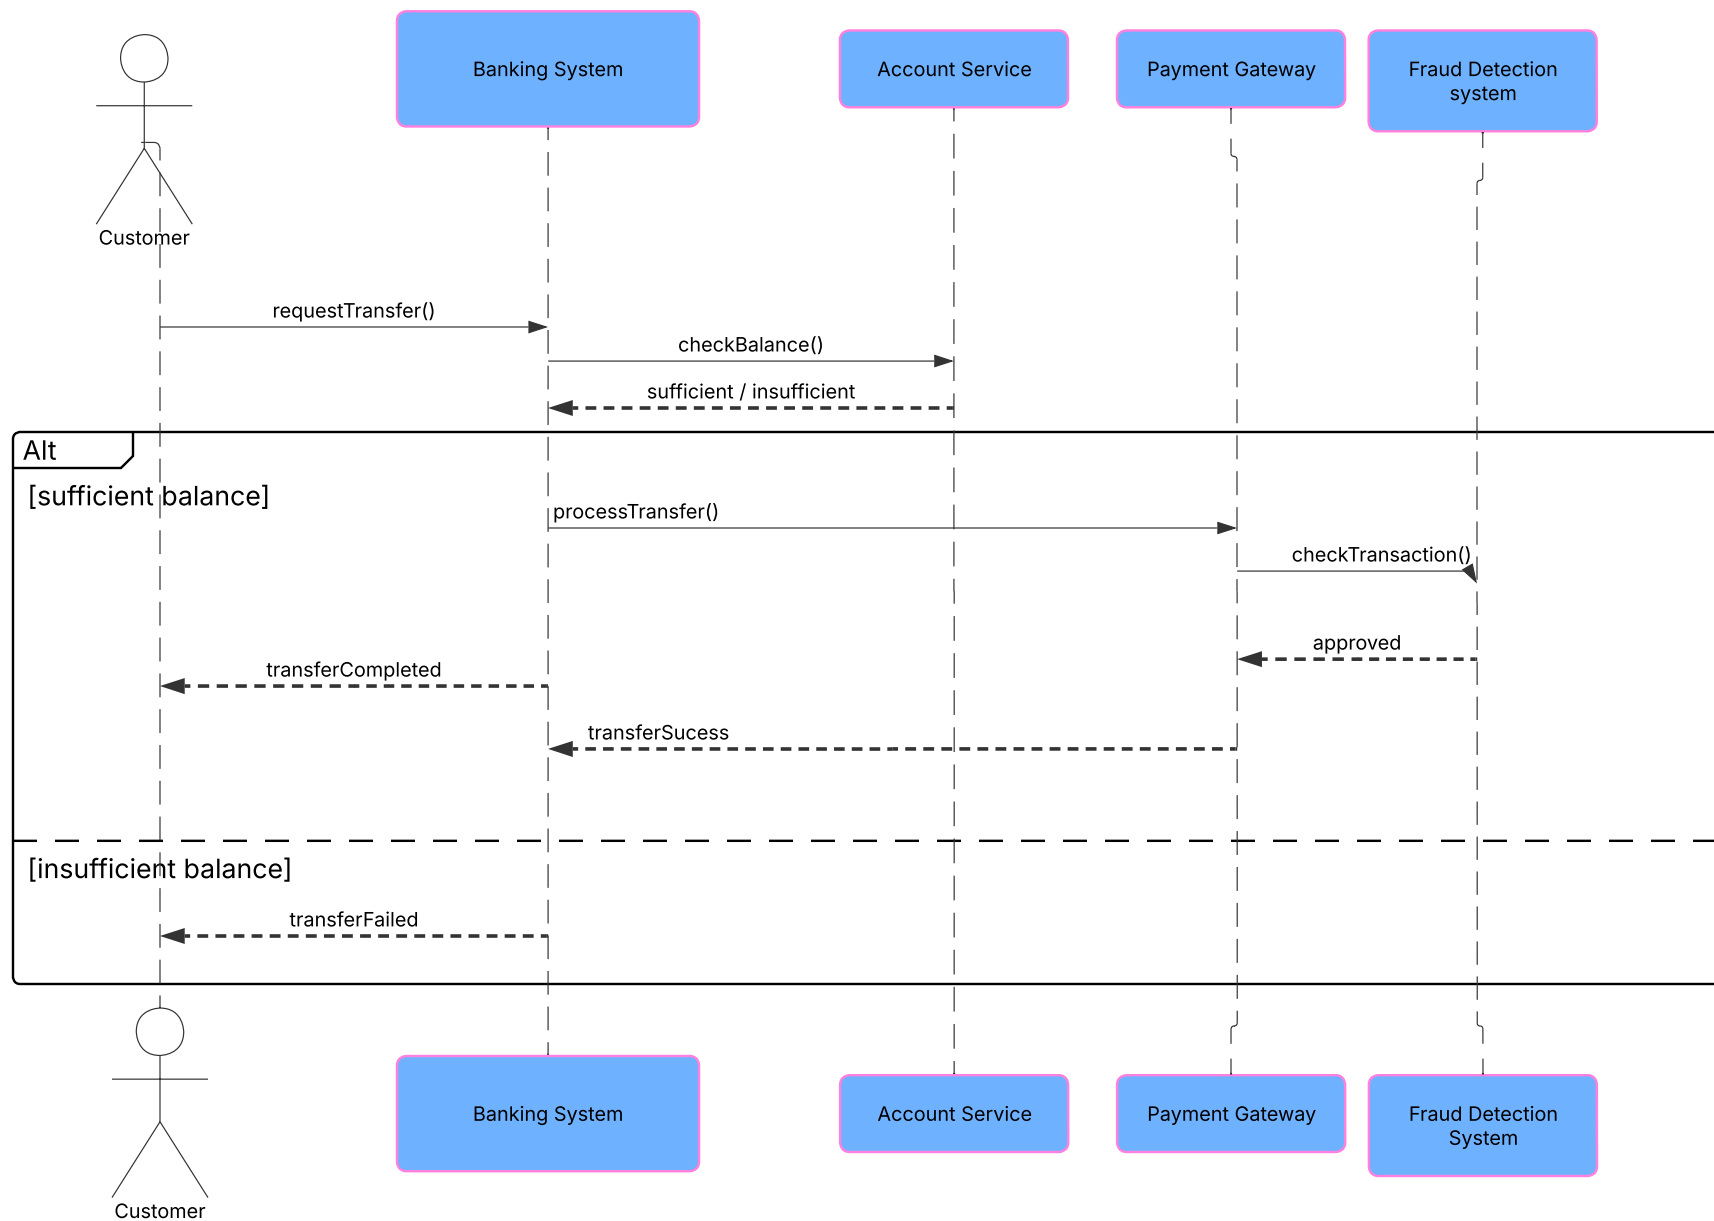 Banking System
Account Service
Payment Gateway
Fraud Detection
system
Customer
requestTransfer()
checkBalance()
sufficient / insufficient
Alt
[sufficient balance]
processTransfer()
checkTransaction()
approved
transferCompleted
transferSucess
[insufficient balance]
transferFailed
Banking System
Account Service
Payment Gateway
Fraud Detection
System
Customer